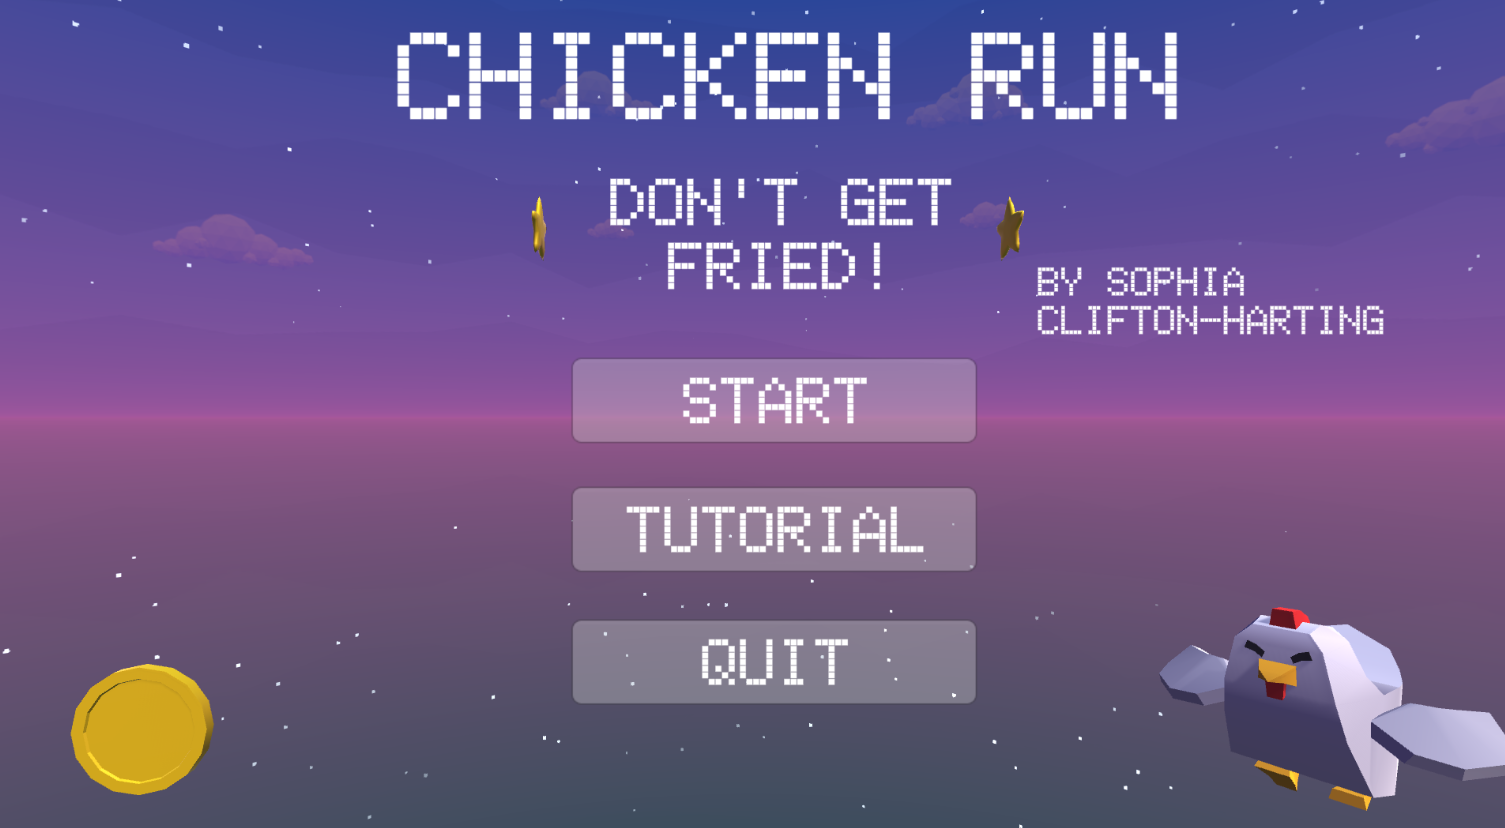 CHICKEN RUN
DON'T GET
FRIED!
BY SOPHIA
CLIFTON-HARTING
START
TUTORIAL
QUIT